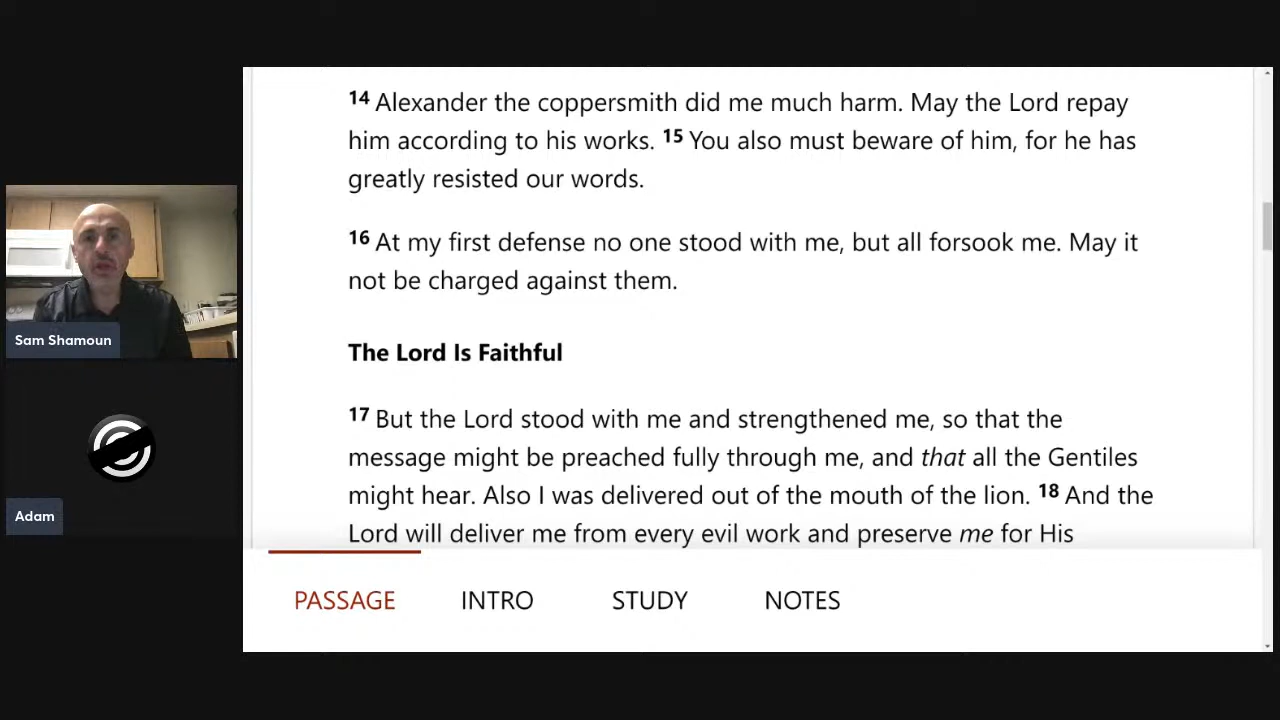 14 Alexander the coppersmith did me much harm. May the Lord repay
him according to his works. 15 You also must beware of him, for he has
greatly resisted our words.
16 At my first defense no one stood with me, but all forsook me. May it
not be charged against them.
The Lord Is Faithful
17 But the Lord stood with me and strengthened me, so that the
message might be preached fully through me, and that all the Gentiles
might hear. Also I was delivered out of the mouth of the lion. 18 And the
Lord will deliver me from every evil work and preserve me for His
PASSAGE INTRO STUDY NOTES
Sam Shamoun
Adam